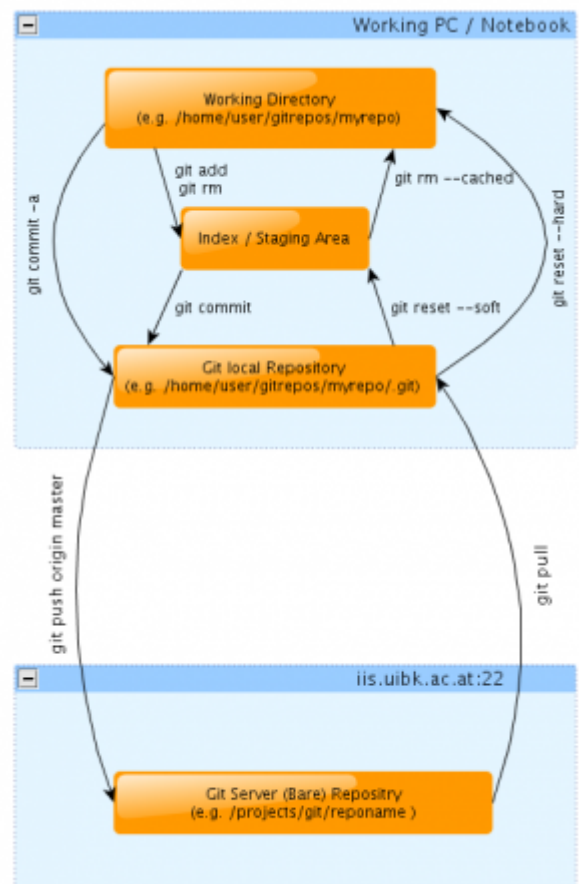 Working PC / Notebook
Working Directory
(e.g. /home/user/gitrepos/myrepo)
git add
git rm
git rm --cached
git commit -a
Index / Staging Area
git reset --hard
git commit
git reset --soft
Git local Repository
(e.g. /home/user/gitrepos/myrepo/.git)
git push origin master
git pull
iis.uibk.ac.at:22
Git Server (Bare) Repositry
(e.g. /projects/git/reponame )